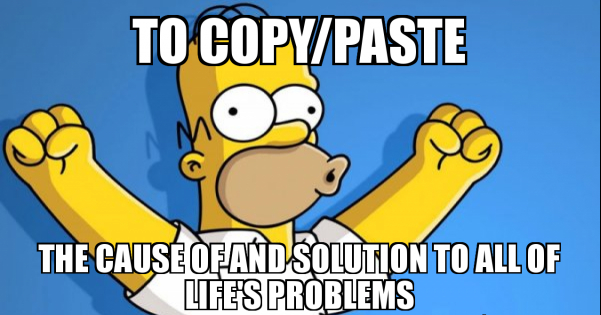 TO COPY/PASTE
THE CAUSE OF AND SOLUTION TO ALL OF
LIFE'S PROBLEMS